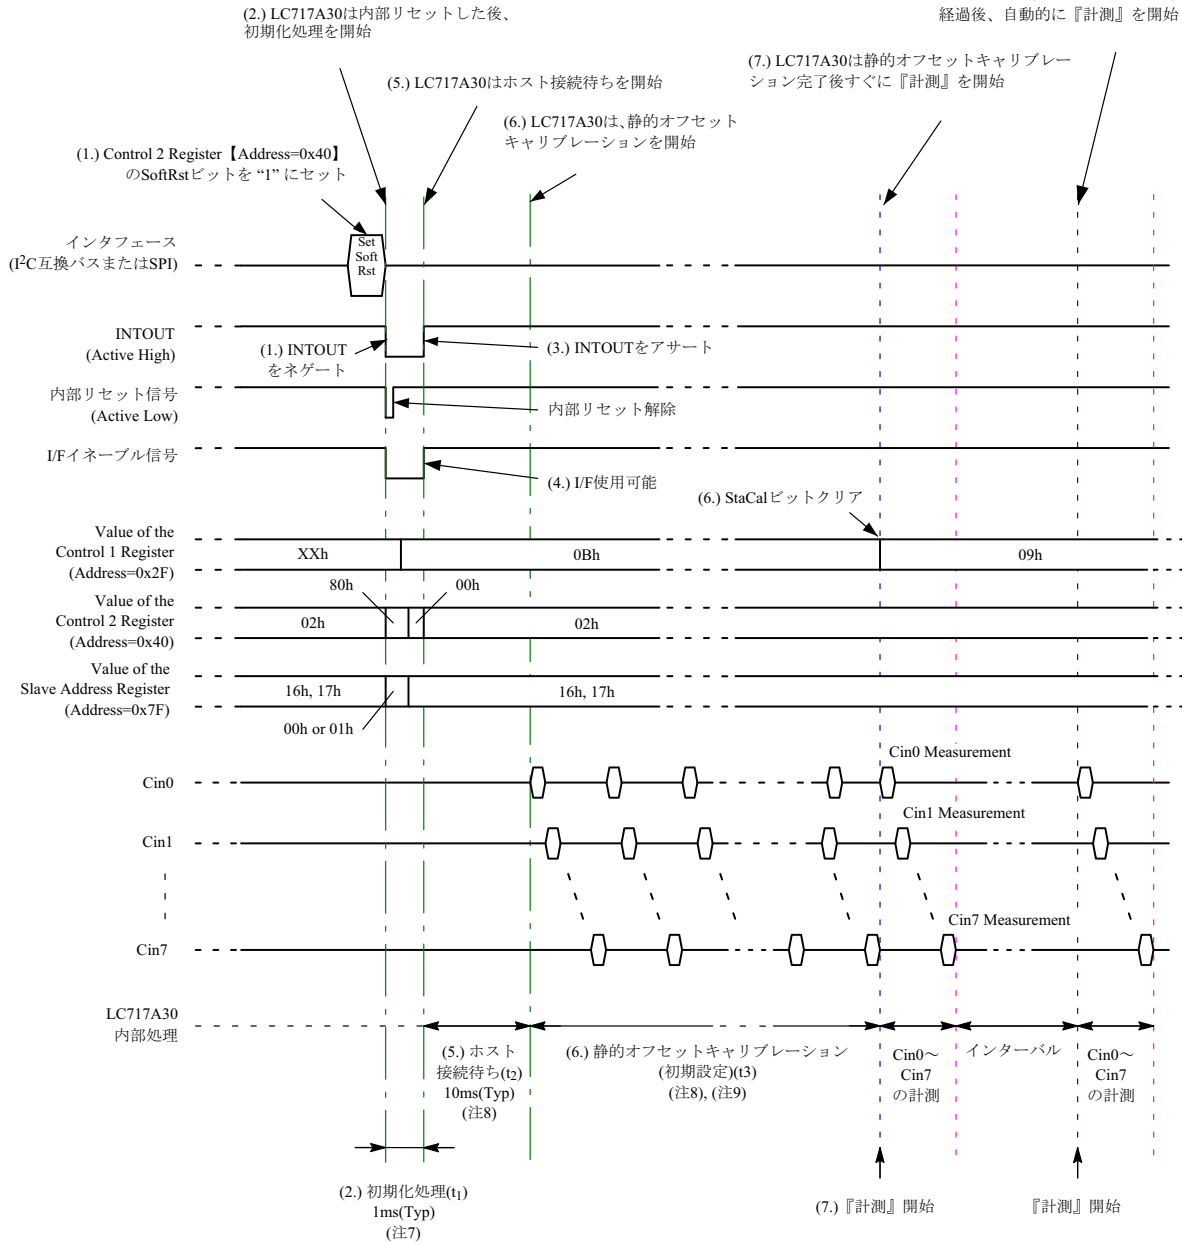 (2.) LC717A30は内部リセットした後、
初期化処理を開始
経過後、自動的に『計測』を開始
(7.) LC717A30は静的オフセットキャリブレー
ション完了後すぐに『計測』を開始
(5.) LC717A30はホスト接続待ちを開始
(6.) LC717A30は、静的オフセット
キャリブレーションを開始
(1.) Control 2 Register【Address=0x40】
のSoftRstビットを “1” にセット
インタフェース
(I2C互換バスまたはSPI)
Set
Soft
Rst
INTOUT
(Active High)
(1.) INTOUT
をネゲート
(3.) INTOUTをアサート
内部リセット信号
(Active Low)
内部リセット解除
I/Fイネーブル信号
(4.) I/F使用可能
(6.) StaCalビットクリア
Value of the
Control 1 Register
(Address=0x2F)
XXh
0Bh
09h
80h
00h
Value of the
Control 2 Register
(Address=0x40)
02h
02h
Value of the
Slave Address Register
(Address=0x7F)
16h, 17h
16h, 17h
00h or 01h
Cin0 Measurement
Cin0
Cin1 Measurement
Cin1
Cin7 Measurement
Cin7
LC717A30
内部処理
(5.) ホスト
接続待ち(t2)
10ms(Typ)
(注8)
(6.) 静的オフセットキャリブレーション
(初期設定)(t3)
(注8), (注9)
Cin0～
Cin7
の計測
インターバル
Cin0～
Cin7
の計測
(2.) 初期化処理(t1)
1ms(Typ)
(注7)
(7.)『計測』開始
『計測』開始